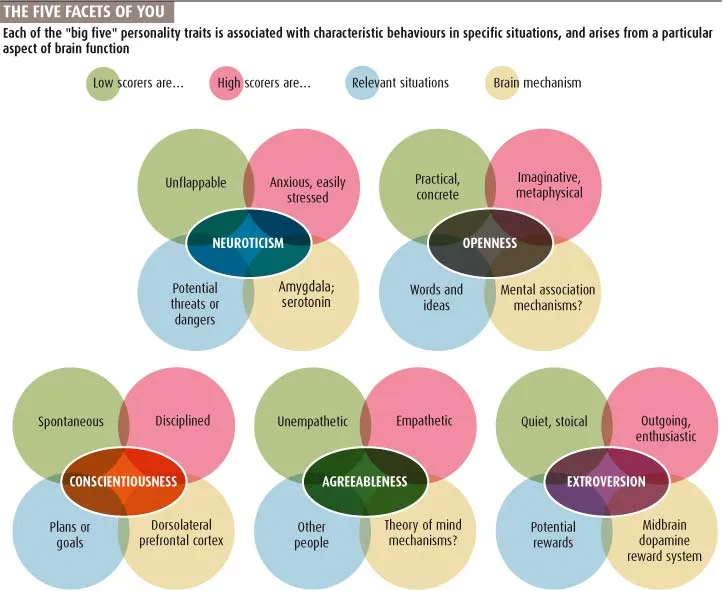 THE FIVE FACETS OF YOU
Each of the "big five" personality traits is associated with characteristic behaviours in specific situations, and arises from a particular
aspect of brain function
Low scorers are...
High scorers are...
Relevant situations
Brain mechanism
Unflappable
Anxious, easily
stressed
NEUROTICISM
Potential
threats or
dangers
Amygdala;
serotonin
Practical,
concrete
Imaginative,
metaphysical
OPENNESS
Words and
ideas
Mental association
mechanisms?
Spontaneous
Disciplined
CONSCIENTIOUSNESS
Plans or
goals
Dorsolateral
prefrontal cortex
Unempathetic
Empathetic
AGREEABLENESS
Other
people
Theory of mind
mechanisms?
Quiet, stoical
Outgoing,
enthusiastic
EXTROVERSION
Potential
rewards
Midbrain
dopamine
reward system